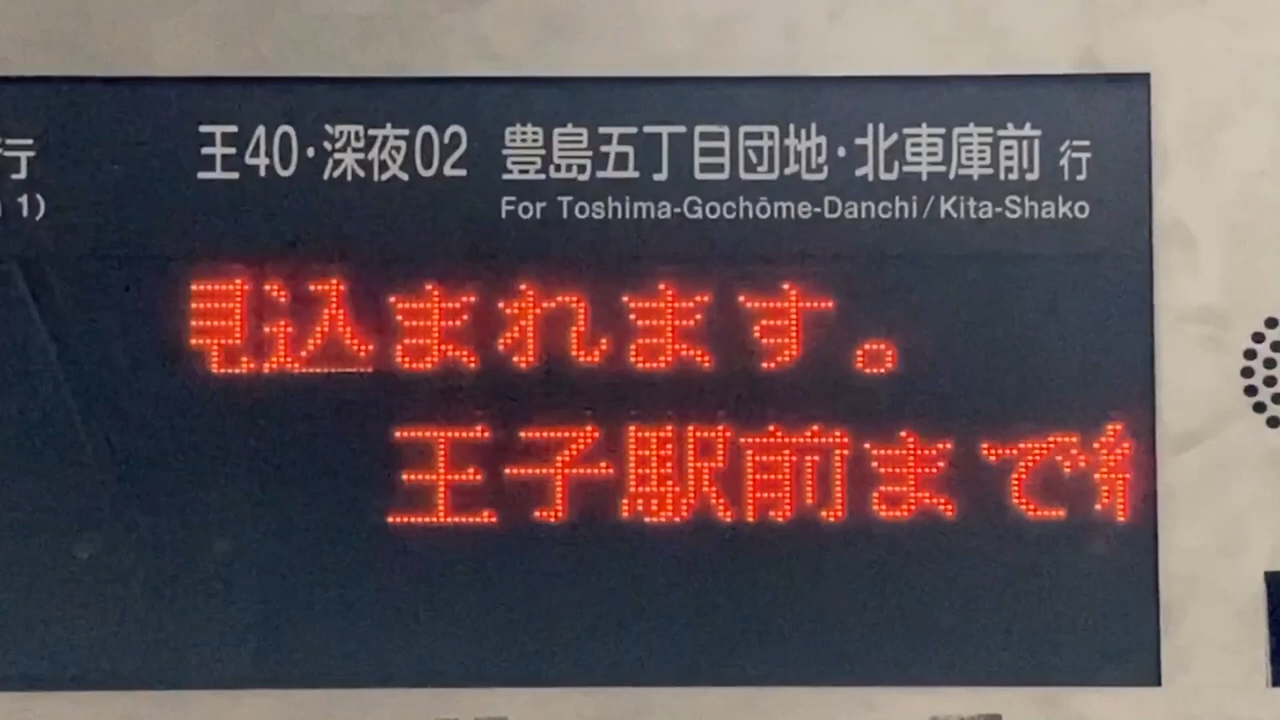 行
1)
王40・深夜02 豊島五丁目団地・北車庫前 行
For Toshima-Gochōme-Danchi/Kita-Shako
見込まれます。
王子駅前まで